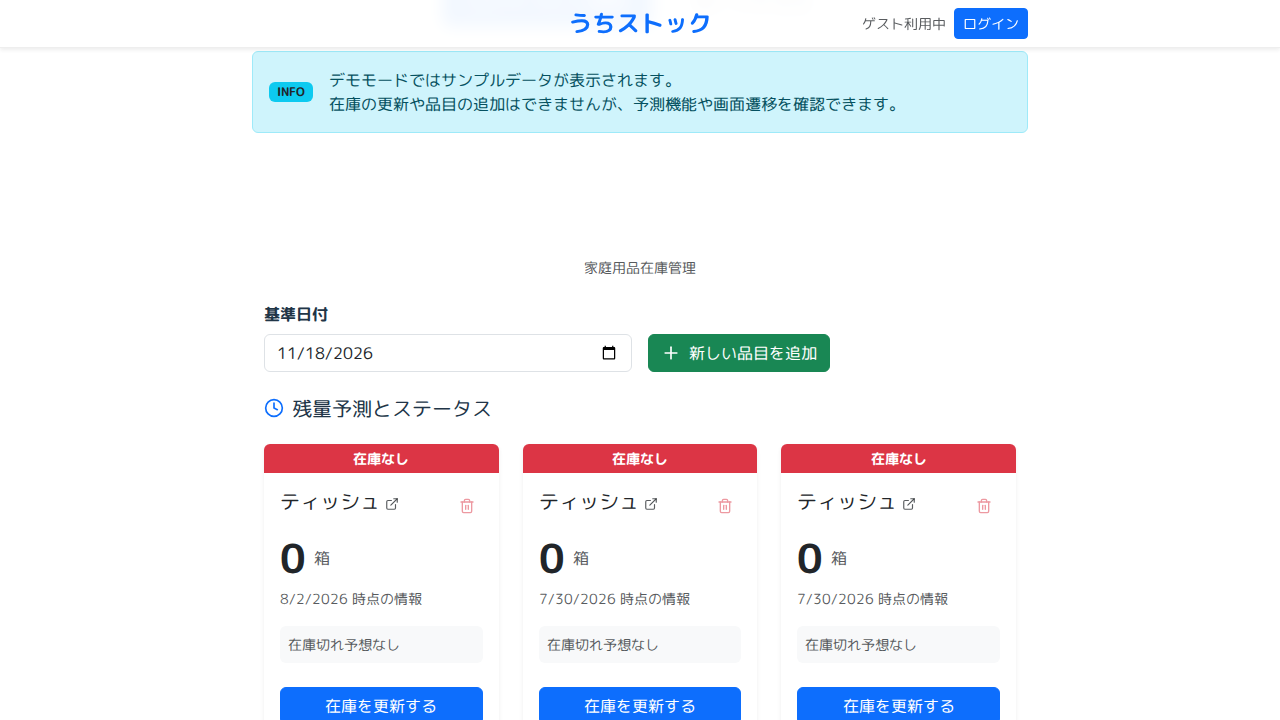 うちストック
ゲスト利用中
ログイン
INFO
デモモードではサンプルデータが表示されます。
在庫の更新や品目の追加はできませんが、予測機能や画面遷移を確認できます。
家庭用品在庫管理
基準日付
11/18/2026
新しい品目を追加
残量予測とステータス
在庫なし
ティッシュ
0 箱
8/2/2026 時点の情報
在庫切れ予想なし
在庫を更新する
在庫なし
ティッシュ
0 箱
7/30/2026 時点の情報
在庫切れ予想なし
在庫を更新する
在庫なし
ティッシュ
0 箱
7/30/2026 時点の情報
在庫切れ予想なし
在庫を更新する